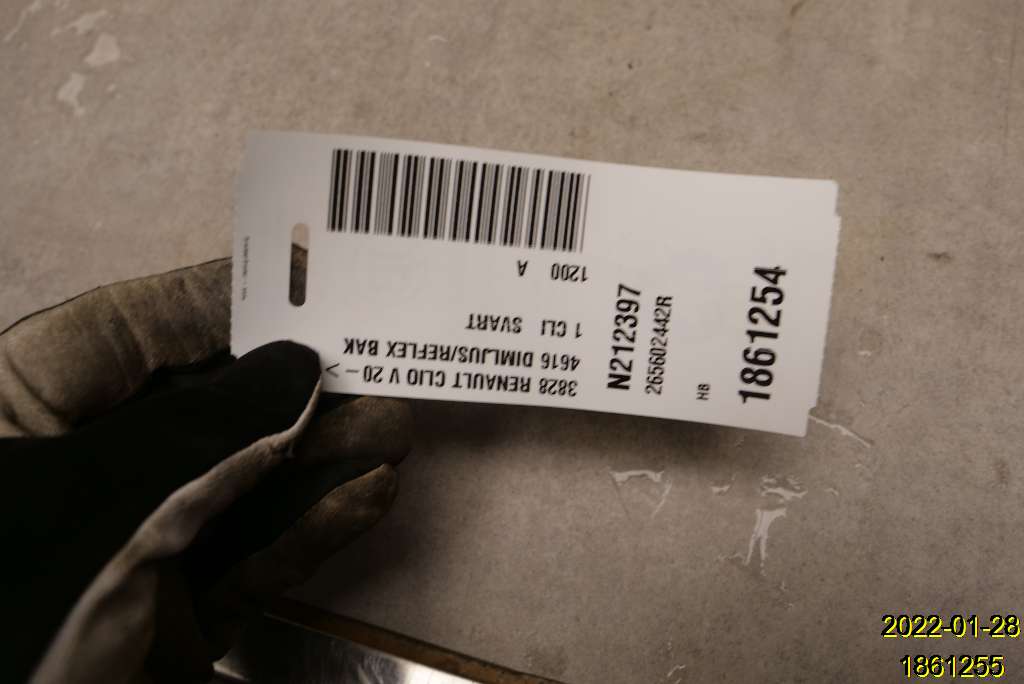 3828 RENAULT CLIO V 20 -- >
4616 DIMLJUS/REFLEX BAK
1 CLI SVART
1200 A
N212397
265602442R
HB
1861254
2022-01-28
1861255